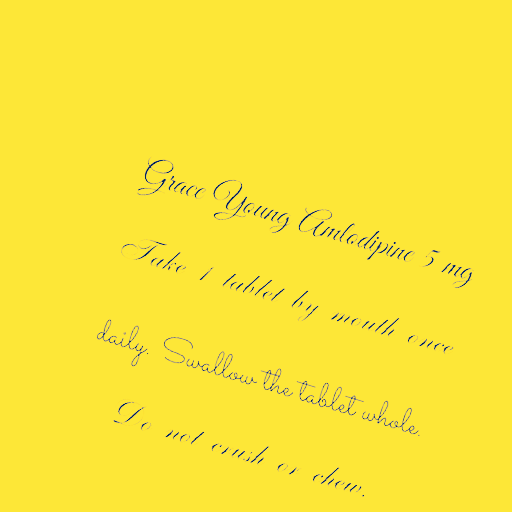 Grace Young Amlodipine 5 mg
Take 1 tablet by mouth once
daily. Swallow the tablet whole.
Do not crush or chew.